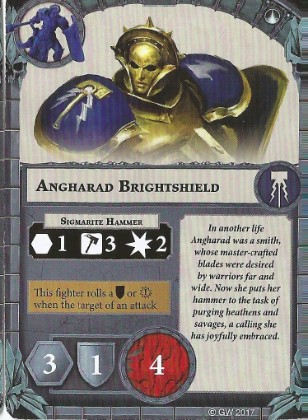 ANGHARAD BRIGHTSHIELD
SIGMARITE HAMMER
1 3 2
This fighter rolls a or
when the target of an attack
In another life
Angharad was a smith,
whose master-crafted
blades were desired
by warriors far and
wide. Now she puts her
hammer to the task of
purging heathens and
savages, a calling she
has joyfully embraced.
3 1 4
© GW 2017